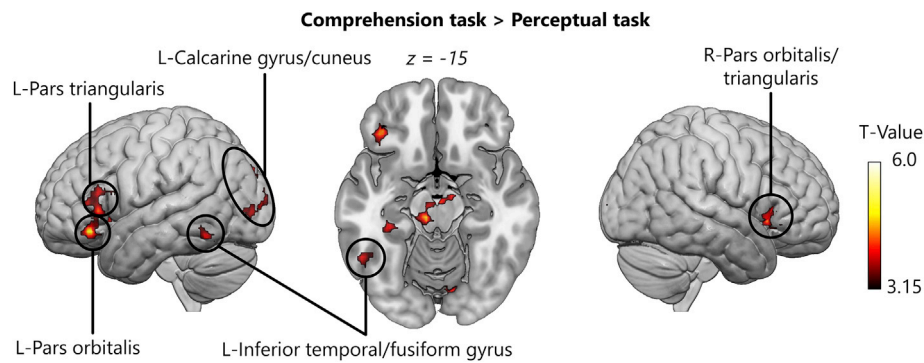 Comprehension task > Perceptual task
L-Calcarine gyrus/cuneus
z = -15
R-Pars orbitalis/
triangularis
L-Pars triangularis
T-Value
6.0
3.15
L-Pars orbitalis
L-Inferior temporal/fusiform gyrus